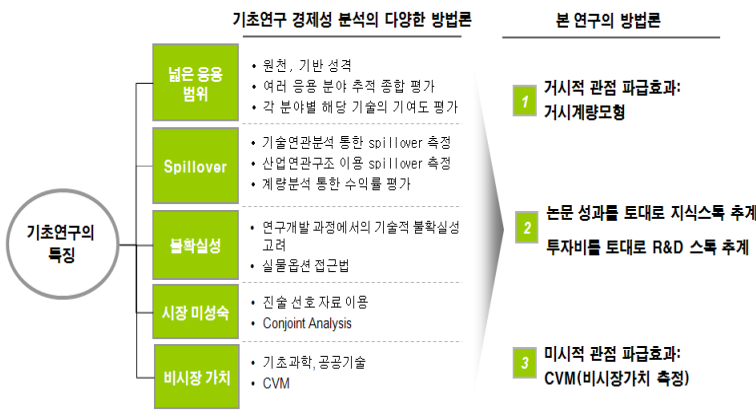 기초연구 경제성 분석의 다양한 방법론
본 연구의 방법론
기초연구의
특징
넓은 응용
범위
• 원천, 기반 성격
• 여러 응용 분야 추적 종합 평가
• 각 분야별 해당 기술의 기여도 평가
Spillover
• 기술연관분석 통한 spillover 측정
• 산업연관구조 이용 spillover 측정
• 계량분석 통한 수익률 평가
불확실성
• 연구개발 과정에서의 기술적 불확실성
고려
• 실물옵션 접근법
시장 미성숙
• 진술 선호 자료 이용
• Conjoint Analysis
비시장 가치
• 기초과학, 공공기술
• CVM
1
거시적 관점 파급효과:
거시계량모형
2
논문 성과를 토대로 지식스톡 추계
투자비를 토대로 R&D 스톡 추계
3
미시적 관점 파급효과:
CVM(비시장가치 측정)